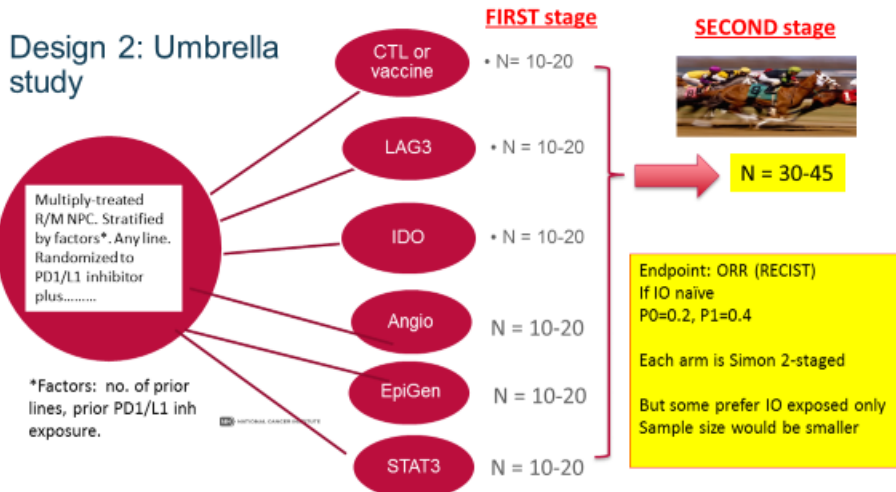 Design 2: Umbrella
study
FIRST stage
SECOND stage
Multiply-treated
R/M NPC. Stratified
by factors*. Any line.
Randomized to
PD1/L1 inhibitor
plus.........
*Factors: no. of prior
lines, prior PD1/L1 inh
exposure.
NIH NATIONAL CANCER INSTITUTE
CTL or
vaccine
• N= 10-20
LAG3
• N = 10-20
IDO
• N = 10-20
Angio
N = 10-20
EpiGen
N = 10-20
STAT3
N = 10-20
N = 30-45
Endpoint: ORR (RECIST)
If IO naïve
P0=0.2, P1=0.4
Each arm is Simon 2-staged
But some prefer IO exposed only
Sample size would be smaller